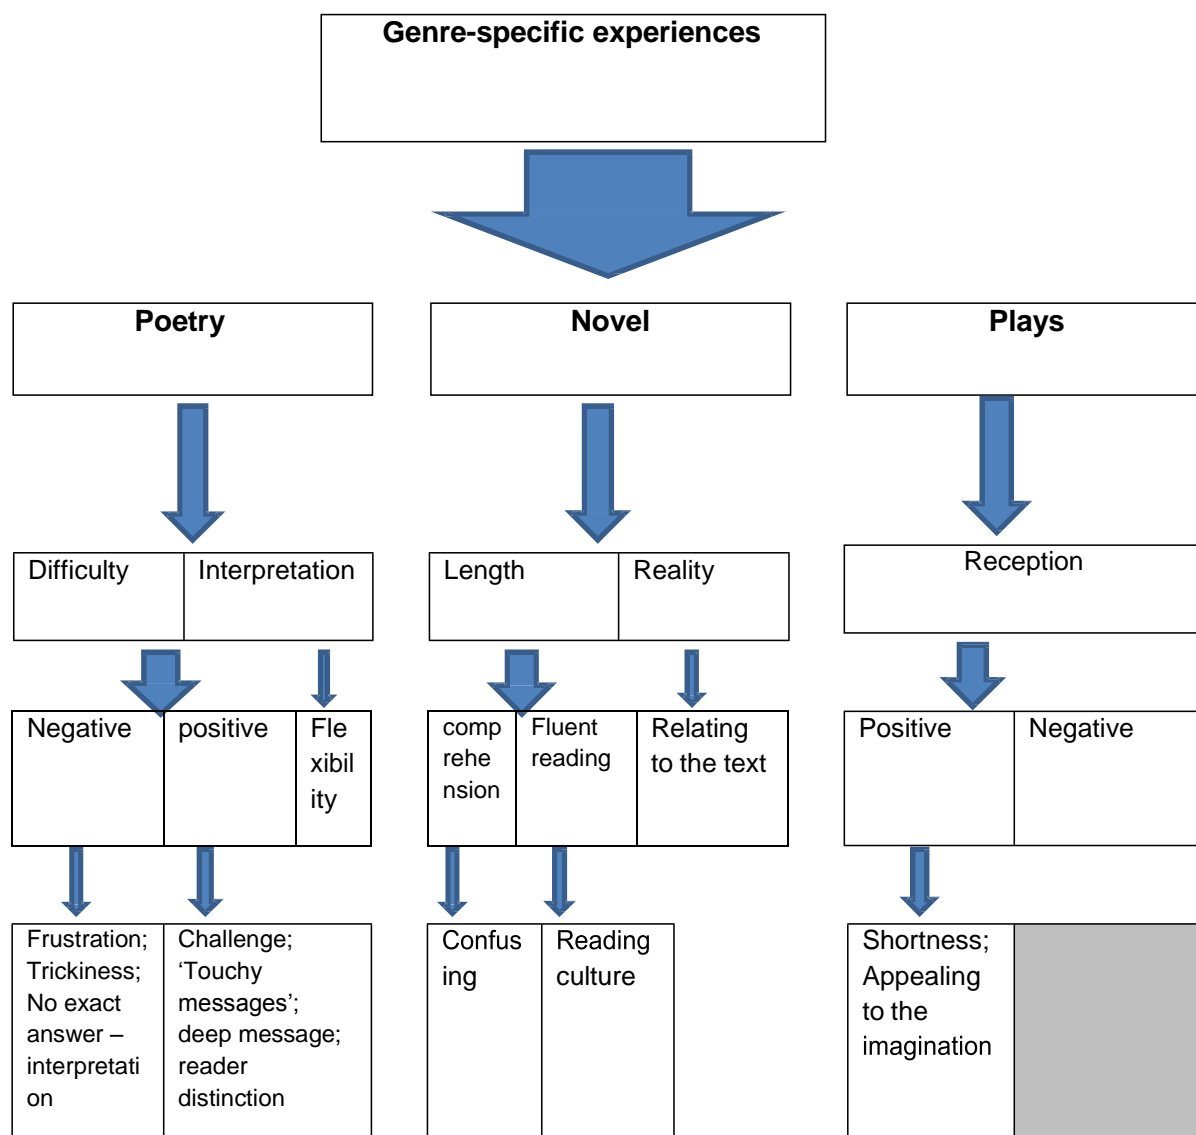 Genre-specific experiences
Poetry
Novel
Plays
Difficulty
Interpretation
Length
Reality
Reception
Negative
positive
Fle
xibil
ity
comp
rehe
nsion
Fluent
reading
Relating
to the text
Positive
Negative
Frustration;
Trickiness;
No exact
answer –
interpretati
on
Challenge;
‘Touchy
messages’;
deep message;
reader
distinction
Confus
ing
Reading
culture
Shortness;
Appealing
to the
imagination